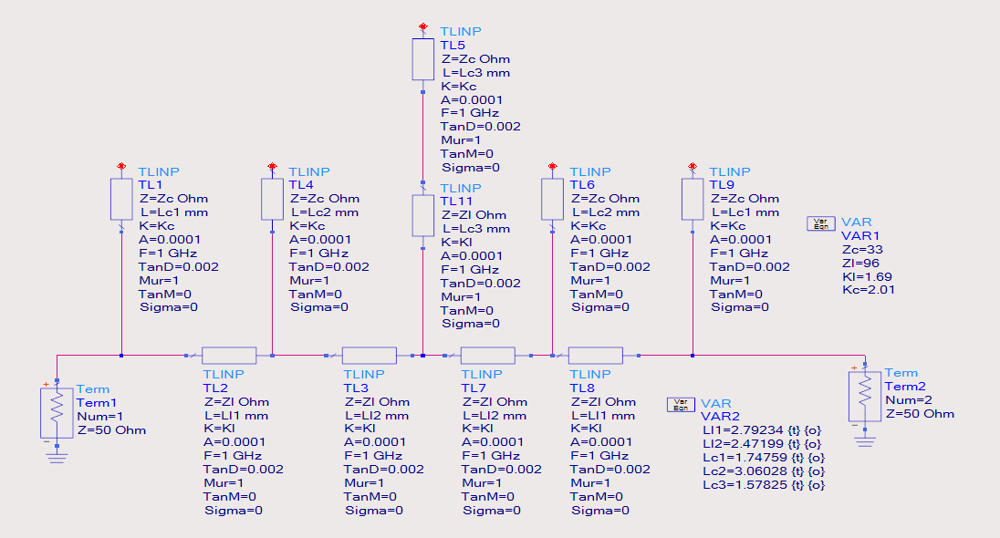 TLINP
TL5
Z=Zc Ohm
L=Lc3 mm
K=Kc
A=0.0001
F=1 GHz
TanD=0.002
Mur=1
TanM=0
Sigma=0
TLINP
TL1
Z=Zc Ohm
L=Lc1 mm
K=Kc
A=0.0001
F=1 GHz
TanD=0.002
Mur=1
TanM=0
Sigma=0
TLINP
TL4
Z=Zc Ohm
L=Lc2 mm
K=Kc
A=0.0001
F=1 GHz
TanD=0.002
Mur=1
TanM=0
Sigma=0
TLINP
TL11
Z=Zl Ohm
L=Lc3 mm
K=Kl
A=0.0001
F=1 GHz
TanD=0.002
Mur=1
TanM=0
Sigma=0
TLINP
TL6
Z=Zc Ohm
L=Lc2 mm
K=Kc
A=0.0001
F=1 GHz
TanD=0.002
Mur=1
TanM=0
Sigma=0
TLINP
TL9
Z=Zc Ohm
L=Lc1 mm
K=Kc
A=0.0001
F=1 GHz
TanD=0.002
Mur=1
TanM=0
Sigma=0
Var
Eqn
VAR
VAR1
Zc=33
Zl=96
Kl=1.69
Kc=2.01
+
Term
Term1
Num=1
Z=50 Ohm
−
TLINP
TL2
Z=Zl Ohm
L=Ll1 mm
K=Kl
A=0.0001
F=1 GHz
TanD=0.002
Mur=1
TanM=0
Sigma=0
TLINP
TL3
Z=Zl Ohm
L=Ll2 mm
K=Kl
A=0.0001
F=1 GHz
TanD=0.002
Mur=1
TanM=0
Sigma=0
TLINP
TL7
Z=Zl Ohm
L=Ll2 mm
K=Kl
A=0.0001
F=1 GHz
TanD=0.002
Mur=1
TanM=0
Sigma=0
TLINP
TL8
Z=Zl Ohm
L=Ll1 mm
K=Kl
A=0.0001
F=1 GHz
TanD=0.002
Mur=1
TanM=0
Sigma=0
Var
Eqn
VAR
VAR2
Ll1=2.79234 {t} {o}
Ll2=2.47199 {t} {o}
Lc1=1.74759 {t} {o}
Lc2=3.06028 {t} {o}
Lc3=1.57825 {t} {o}
+
Term
Term2
Num=2
Z=50 Ohm
−